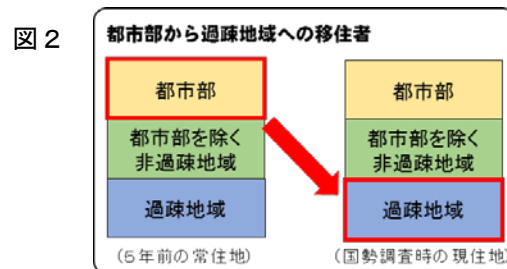 図2
都市部から過疎地域への移住者
都市部
都市部を除く
非過疎地域
過疎地域
(5年前の常住地)
都市部
都市部を除く
非過疎地域
過疎地域
(国勢調査時の現住地)